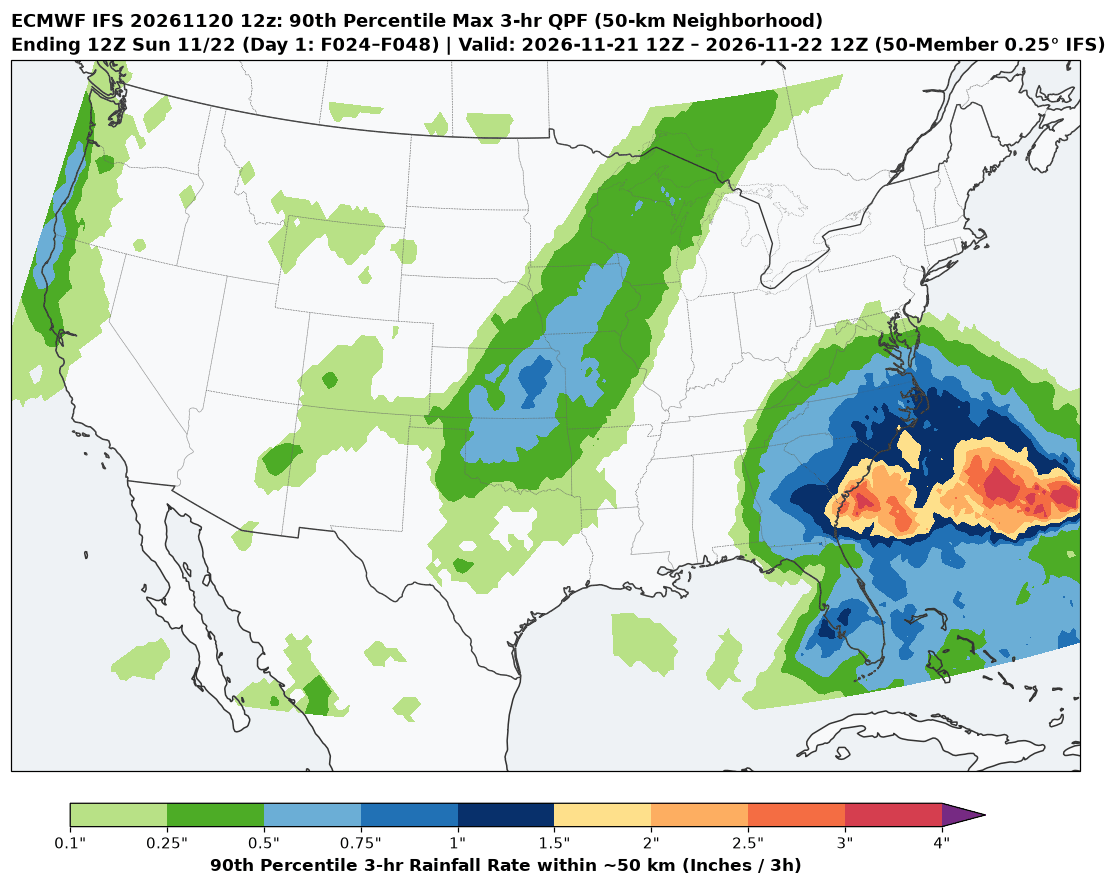 ECMWF IFS 20261120 12z: 90th Percentile Max 3-hr QPF (50-km Neighborhood)
Ending 12Z Sun 11/22 (Day 1: F024–F048) | Valid: 2026-11-21 12Z – 2026-11-22 12Z (50-Member 0.25° IFS)
0.1" 0.25" 0.5" 0.75" 1" 1.5" 2" 2.5" 3" 4"
90th Percentile 3-hr Rainfall Rate within ~50 km (Inches / 3h)